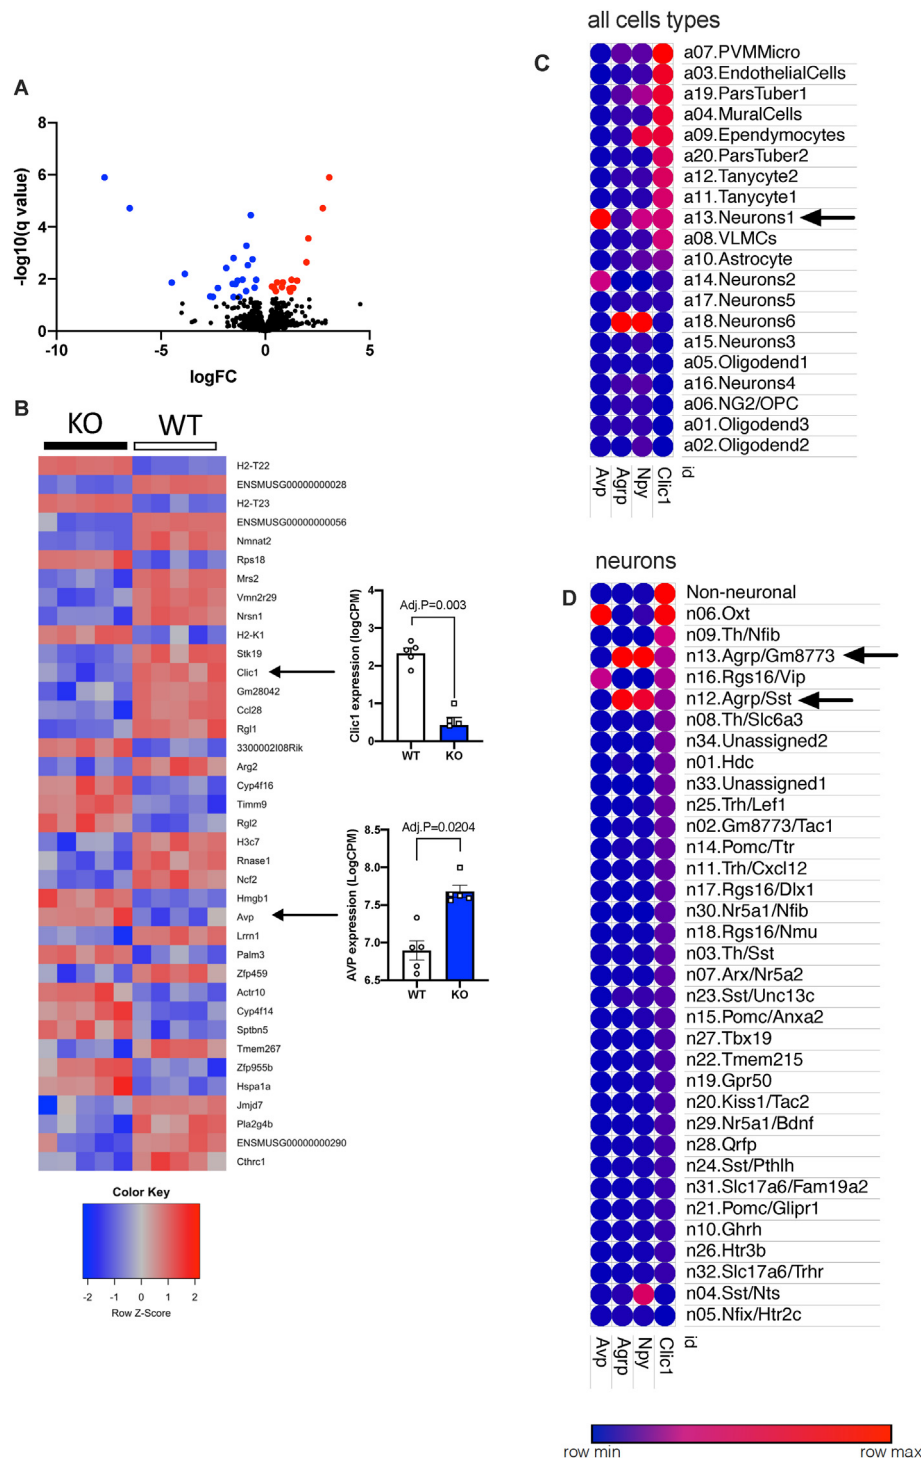 A
8
6
4
2
0
-log10(q value)
-10
-5
0
5
logFC
B
KO
WT
H2-T22
ENSMUSG00000000028
H2-T23
ENSMUSG00000000056
Nmnat2
Rps18
Mrs2
Vmn2r29
Nrsn1
H2-K1
Stk19
Clic1
Gm28042
Ccl28
Rgl1
3300002I08Rik
Arg2
Cyp4f16
Timm9
Rgl2
H3c7
Rnase1
Ncf2
Hmgb1
Avp
Lrrn1
Palm3
Zfp459
Actr10
Cyp4f14
Sptbn5
Tmem267
Zfp955b
Hspa1a
Jmjd7
Pla2g4b
ENSMUSG00000000290
Cthrc1
Color Key
-2
-1
0
1
2
Row Z-Score
Clic1 expression (logCPM)
4
3
2
1
0
Adj.P=0.003
WT
KO
AVP expression (LogCPM)
8.5
8.0
7.5
7.0
6.5
Adj.P=0.0204
WT
KO
all cells types
C
a07.PVMMicro
a03.EndothelialCells
a19.ParsTuber1
a04.MuralCells
a09.Ependymocytes
a20.ParsTuber2
a12.Tanycyte2
a11.Tanycyte1
a13.Neurons1
a08.VLMCs
a10.Astrocyte
a14.Neurons2
a17.Neurons5
a18.Neurons6
a15.Neurons3
a05.Oligodend1
a16.Neurons4
a06.NG2/OPC
a01.Oligodend3
a02.Oligodend2
Avp
Agrp
Npy
Clic1
id
neurons
D
Non-neuronal
n06.Oxt
n09.Th/Nfib
n13.Agrp/Gm8773
n16.Rgs16/Vip
n12.Agrp/Sst
n08.Th/Slc6a3
n34.Unassigned2
n01.Hdc
n33.Unassigned1
n25.Trh/Lef1
n02.Gm8773/Tac1
n14.Pomc/Ttr
n11.Trh/Cxcl12
n17.Rgs16/Dlx1
n30.Nr5a1/Nfib
n18.Rgs16/Nmu
n03.Th/Sst
n07.Arx/Nr5a2
n23.Sst/Unc13c
n15.Pomc/Anxa2
n27.Tbx19
n22.Tmem215
n19.Gpr50
n20.Kiss1/Tac2
n29.Nr5a1/Bdnf
n28.Qrfp
n24.Sst/Pthlh
n31.Slc17a6/Fam19a2
n21.Pomc/Glipr1
n10.Ghrh
n26.Htr3b
n32.Slc17a6/Trhr
n04.Sst/Nts
n05.Nfix/Htr2c
Avp
Agrp
Npy
Clic1
id
row min
row max